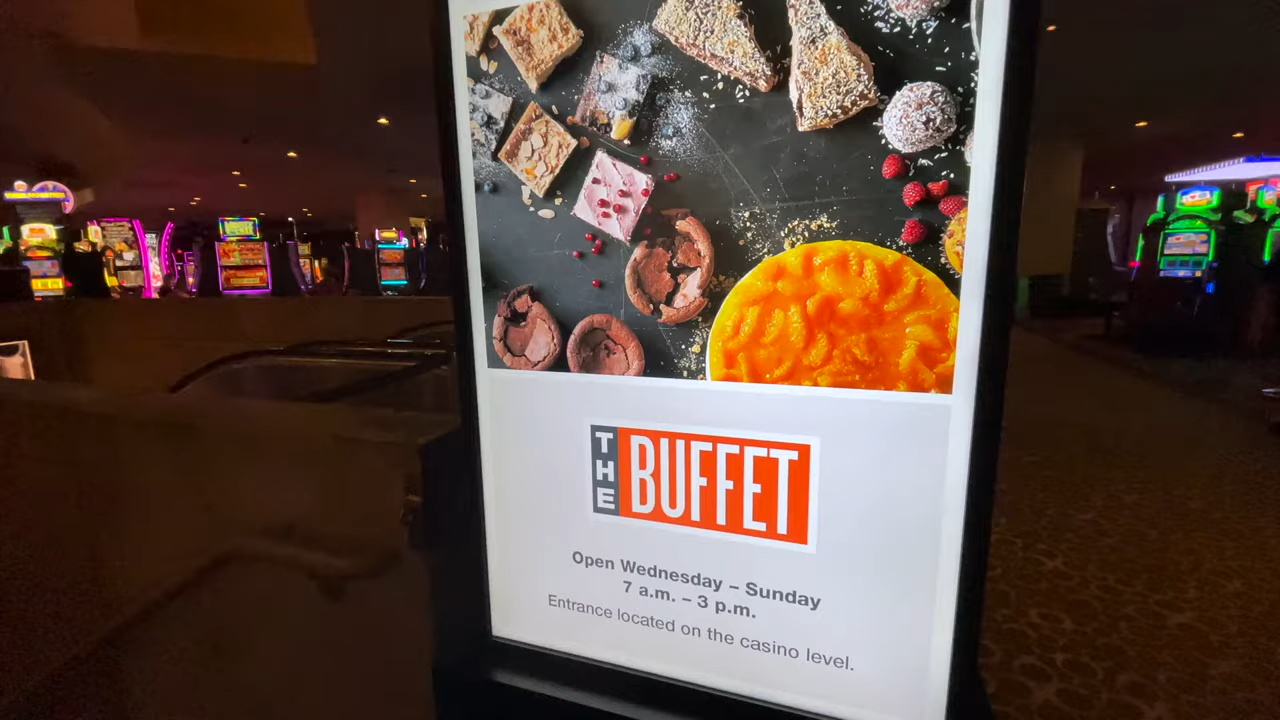 THE
BUFFET
Open Wednesday – Sunday
7 a.m. – 3 p.m.
Entrance located on the casino level.